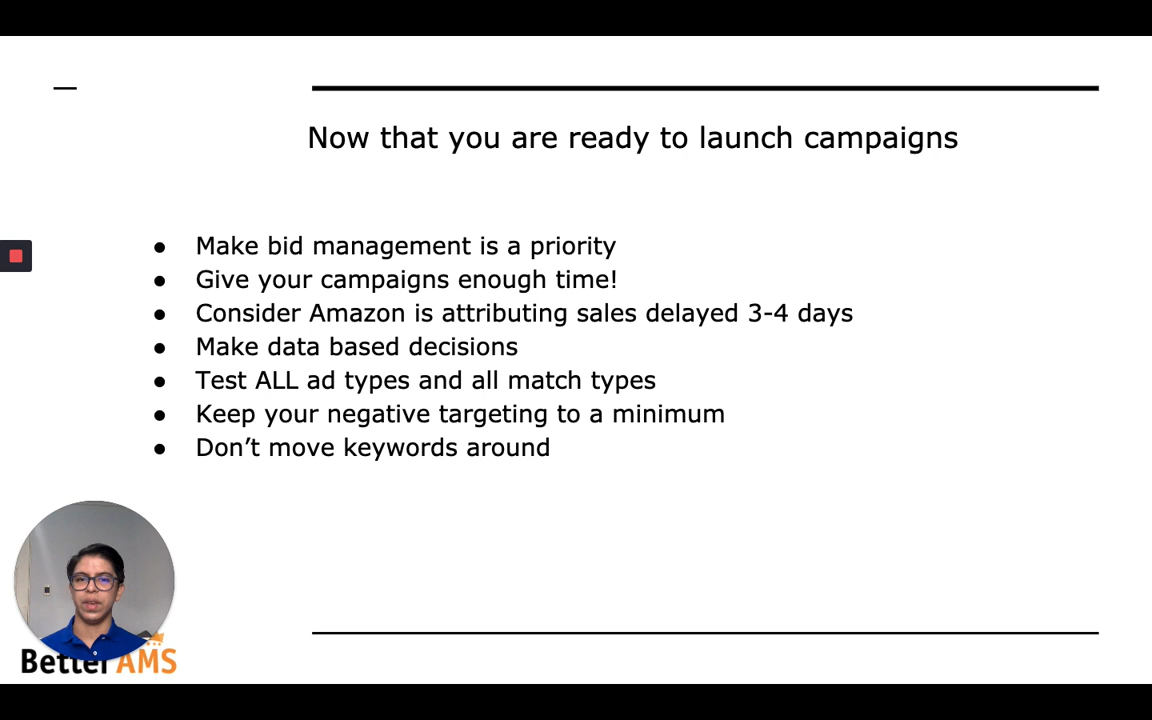 Now that you are ready to launch campaigns
● Make bid management is a priority
● Give your campaigns enough time!
● Consider Amazon is attributing sales delayed 3-4 days
● Make data based decisions
● Test ALL ad types and all match types
● Keep your negative targeting to a minimum
● Don’t move keywords around
Better AMS